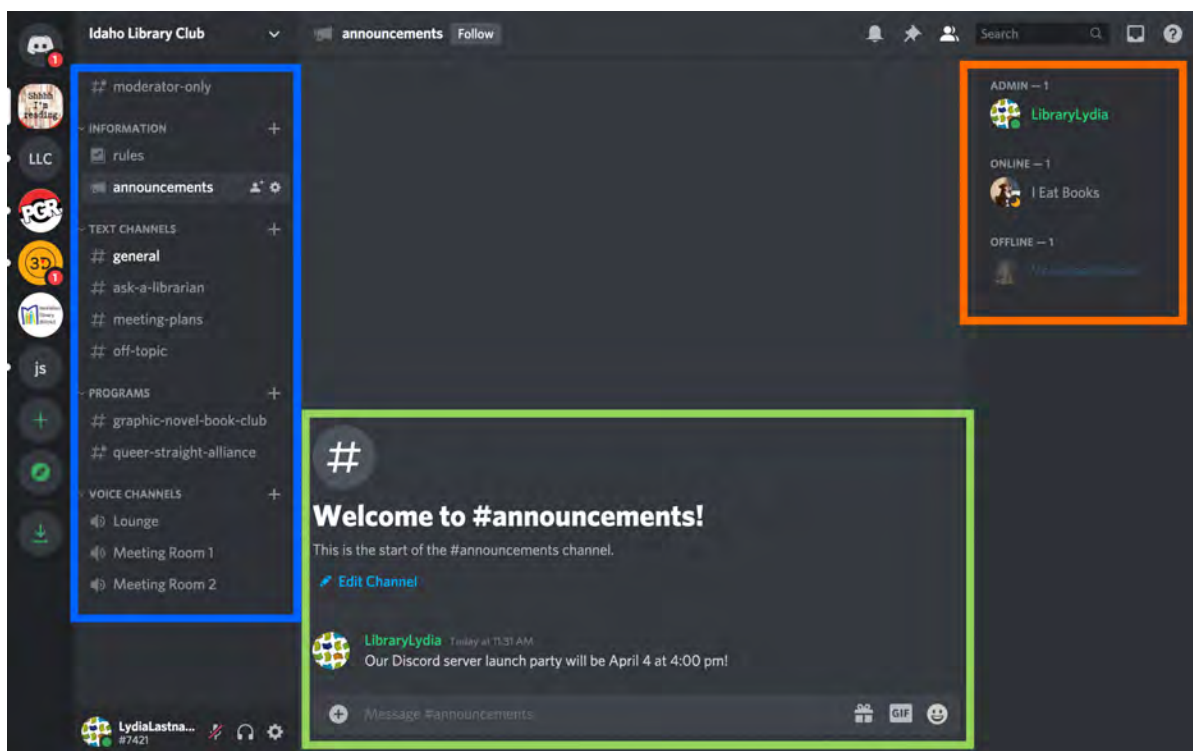 Idaho Library Club
announcements Follow
Search
1
Shhhh
I'm
reading
LLC
PGR
3D
1
js
moderator-only
INFORMATION
rules
announcements
TEXT CHANNELS
general
ask-a-librarian
meeting-plans
off-topic
PROGRAMS
graphic-novel-book-club
queer-straight-alliance
VOICE CHANNELS
Lounge
Meeting Room 1
Meeting Room 2
LydiaLastna...
#7421
#
Welcome to #announcements!
This is the start of the #announcements channel.
Edit Channel
LibraryLydia Today at 11:31 AM
Our Discord server launch party will be April 4 at 4:00 pm!
Message #announcements
GIF
ADMIN — 1
LibraryLydia
ONLINE — 1
I Eat Books
OFFLINE — 1